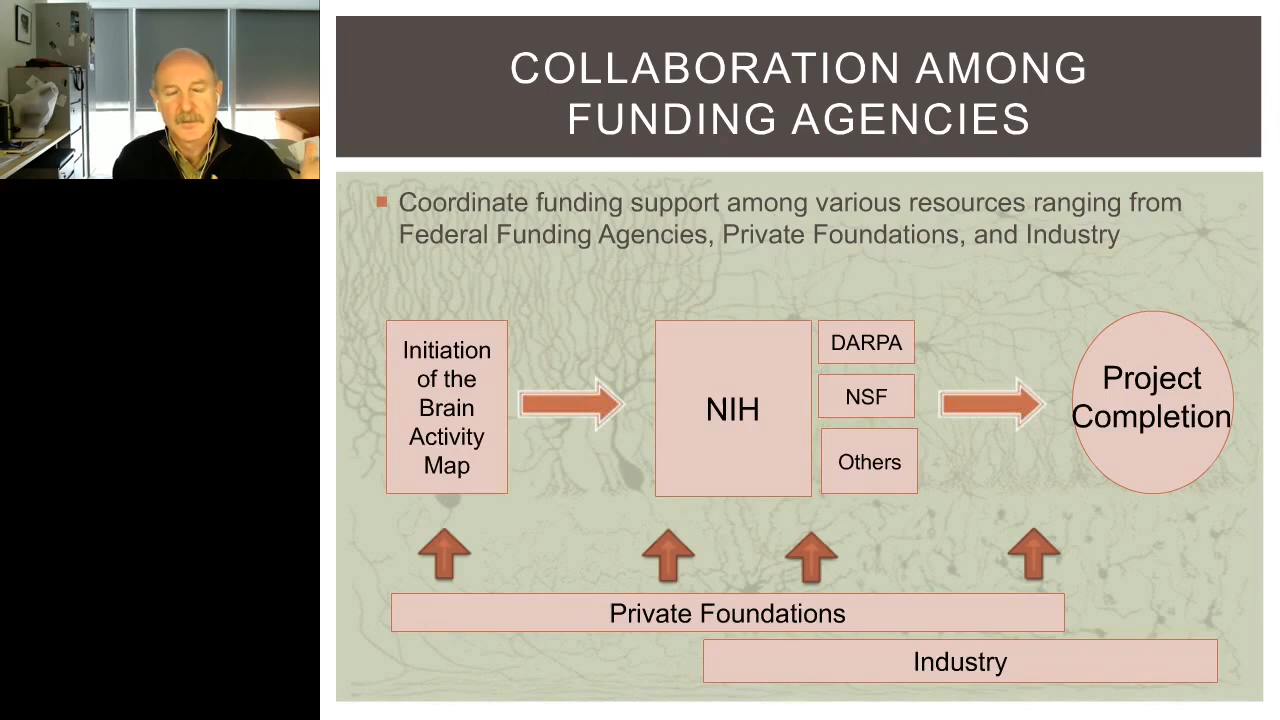 COLLABORATION AMONG
FUNDING AGENCIES
Coordinate funding support among various resources ranging from
Federal Funding Agencies, Private Foundations, and Industry
Initiation
of the
Brain
Activity
Map
NIH
DARPA
NSF
Others
Project
Completion
Private Foundations
Industry